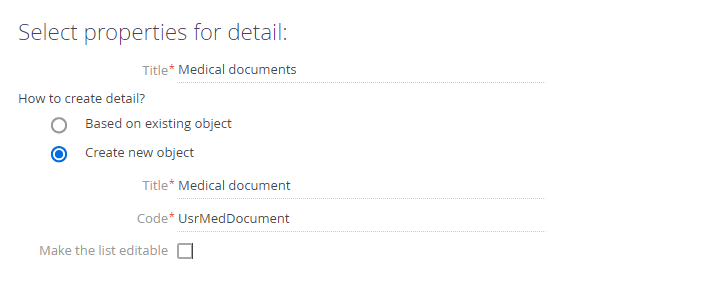 Select properties for detail:
Title* Medical documents
How to create detail?
Based on existing object
Create new object
Title* Medical document
Code* UsrMedDocument
Make the list editable